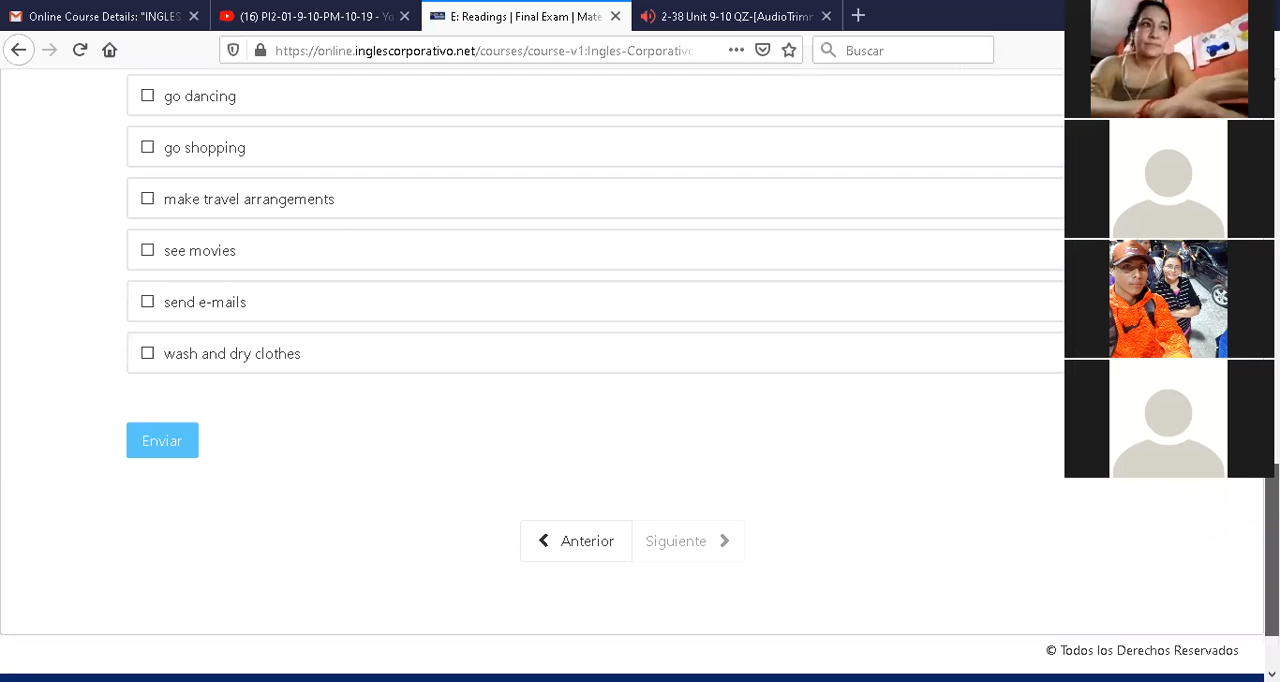 Online Course Details: "INGLES
(16) PI2-01-9-10-PM-10-19 - Yo
E: Readings | Final Exam | Mate
2-38 Unit 9-10 QZ-[AudioTrimm
https://online.inglescorporativo.net/courses/course-v1:Ingles-Corporativo
Buscar
go dancing
go shopping
make travel arrangements
see movies
send e-mails
wash and dry clothes
Enviar
Anterior
Siguiente
© Todos los Derechos Reservados